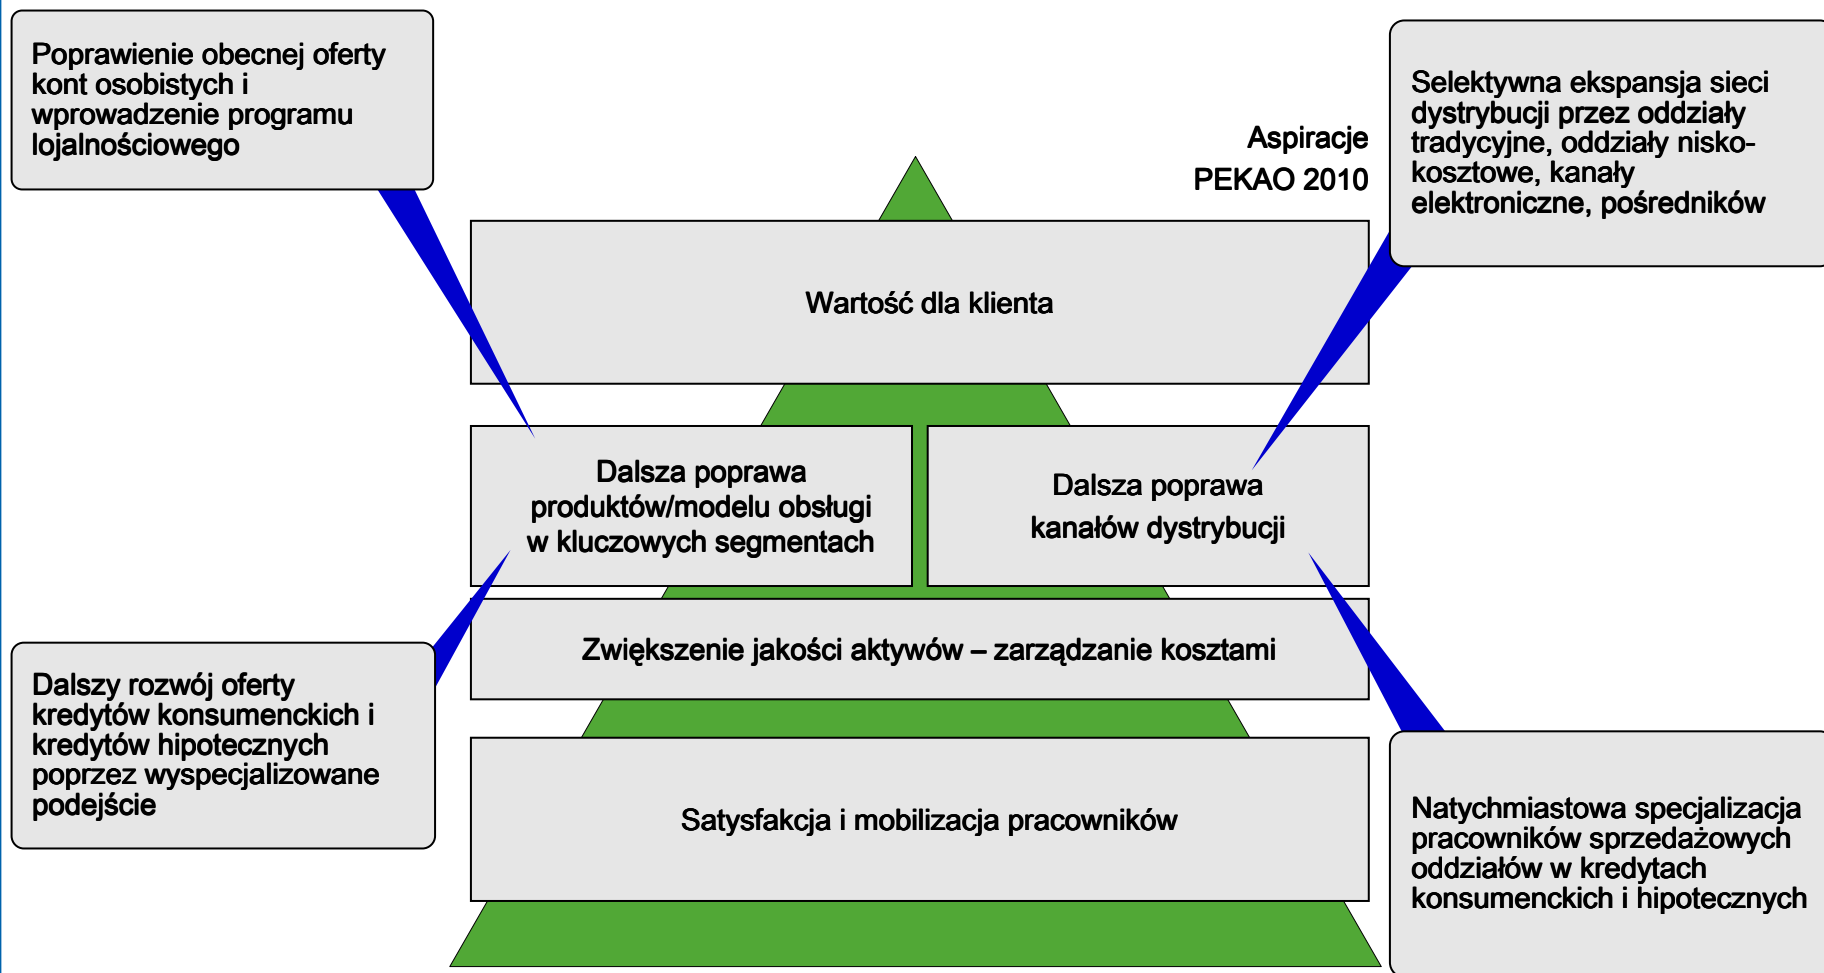 Poprawienie obecnej oferty
kont osobistych i
wprowadzenie programu
lojalnościowego
Aspiracje
PEKAO 2010
Selektywna ekspansja sieci
dystrybucji przez oddziały
tradycyjne, oddziały nisko-
kosztowe, kanały
elektroniczne, pośredników
Wartość dla klienta
Dalsza poprawa
produktów/modelu obsługi
w kluczowych segmentach
Dalsza poprawa
kanałów dystrybucji
Zwiększenie jakości aktywów – zarządzanie kosztami
Dalszy rozwój oferty
kredytów konsumenckich i
kredytów hipotecznych
poprzez wyspecjalizowane
podejście
Satysfakcja i mobilizacja pracowników
Natychmiastowa specjalizacja
pracowników sprzedażowych
oddziałów w kredytach
konsumenckich i hipotecznych